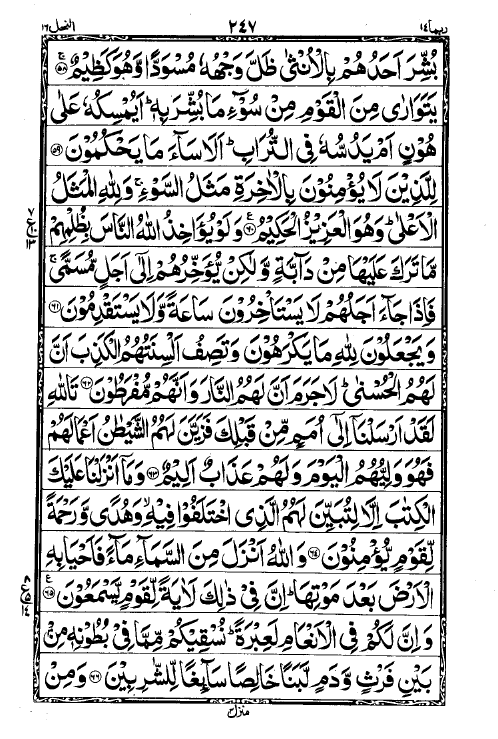 النحل ١٦ ٢٤٧ ربما ١٤
بُشِّرَ اَحَدُهُمْ بِالْاُنْثٰى ظَلَّ وَجْهُهٗ مُسْوَدًّا وَّهُوَ كَظِيْمٌ ۚ ﴿٥٨﴾
يَتَوَارٰى مِنَ الْقَوْمِ مِنْ سُوْٓءِ مَا بُشِّرَ بِهٖ ؕ اَيُمْسِكُهٗ عَلٰى
هُوْنٍ اَمْ يَدُسُّهٗ فِى التُّرَابِ ؕ اَلَا سَآءَ مَا يَحْكُمُوْنَ ﴿٥٩﴾
لِلَّذِيْنَ لَا يُؤْمِنُوْنَ بِالْاٰخِرَةِ مَثَلُ السَّوْءِ ۚ وَلِلّٰهِ الْمَثَلُ
الْاَعْلٰى ؕ وَهُوَ الْعَزِيْزُ الْحَكِيْمُ ﴿٦٠﴾ ع وَلَوْ يُؤَاخِذُ اللّٰهُ النَّاسَ بِظُلْمِهِمْ
مَّا تَرَكَ عَلَيْهَا مِنْ دَآبَّةٍ وَّلٰكِنْ يُّؤَخِّرُهُمْ اِلٰٓى اَجَلٍ مُّسَمًّى ۚ
فَاِذَا جَآءَ اَجَلُهُمْ لَا يَسْتَاْخِرُوْنَ سَاعَةً وَّلَا يَسْتَقْدِمُوْنَ ﴿٦١﴾
وَيَجْعَلُوْنَ لِلّٰهِ مَا يَكْرَهُوْنَ وَتَصِفُ اَلْسِنَتُهُمُ الْكَذِبَ اَنَّ
لَهُمُ الْحُسْنٰى ؕ لَا جَرَمَ اَنَّ لَهُمُ النَّارَ وَاَنَّهُمْ مُّفْرَطُوْنَ ﴿٦٢﴾ تَاللّٰهِ
لَقَدْ اَرْسَلْنَآ اِلٰٓى اُمَمٍ مِّنْ قَبْلِكَ فَزَيَّنَ لَهُمُ الشَّيْطٰنُ اَعْمَالَهُمْ
فَهُوَ وَلِيُّهُمُ الْيَوْمَ وَلَهُمْ عَذَابٌ اَلِيْمٌ ﴿٦٣﴾ وَمَآ اَنْزَلْنَا عَلَيْكَ
الْكِتٰبَ اِلَّا لِتُبَيِّنَ لَهُمُ الَّذِى اخْتَلَفُوْا فِيْهِ ۙ وَهُدًى وَّرَحْمَةً
لِّقَوْمٍ يُّؤْمِنُوْنَ ﴿٦٤﴾ وَاللّٰهُ اَنْزَلَ مِنَ السَّمَآءِ مَآءً فَاَحْيَا بِهِ
الْاَرْضَ بَعْدَ مَوْتِهَا ؕ اِنَّ فِىْ ذٰلِكَ لَاٰيَةً لِّقَوْمٍ يَّسْمَعُوْنَ ﴿٦٥﴾ ع
وَاِنَّ لَكُمْ فِى الْاَنْعَامِ لَعِبْرَةً ؕ نُسْقِيْكُمْ مِّمَّا فِىْ بُطُوْنِهٖ مِنْۢ
بَيْنِ فَرْثٍ وَّدَمٍ لَّبَنًا خَالِصًا سَآئِغًا لِّلشّٰرِبِيْنَ ﴿٦٦﴾ وَمِنْ
منزل ٣